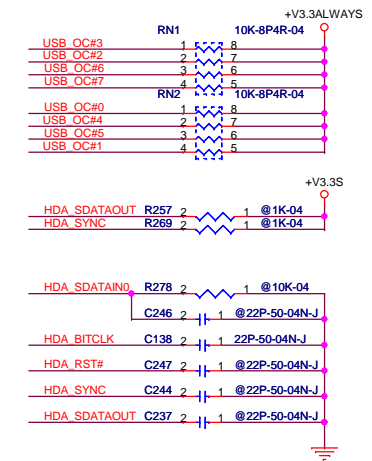 +V3.3ALWAYS
RN1 10K-8P4R-04
USB_OC#3 1 8
USB_OC#2 2 7
USB_OC#6 3 6
USB_OC#7 4 5
RN2 10K-8P4R-04
USB_OC#0 1 8
USB_OC#4 2 7
USB_OC#5 3 6
USB_OC#1 4 5
+V3.3S
HDA_SDATAOUT R257 2 1 @1K-04
HDA_SYNC R269 2 1 @1K-04
HDA_SDATAIN0 R278 2 1 @10K-04
C246 2 1 @22P-50-04N-J
HDA_BITCLK C138 2 1 22P-50-04N-J
HDA_RST# C247 2 1 @22P-50-04N-J
HDA_SYNC C244 2 1 @22P-50-04N-J
HDA_SDATAOUT C237 2 1 @22P-50-04N-J